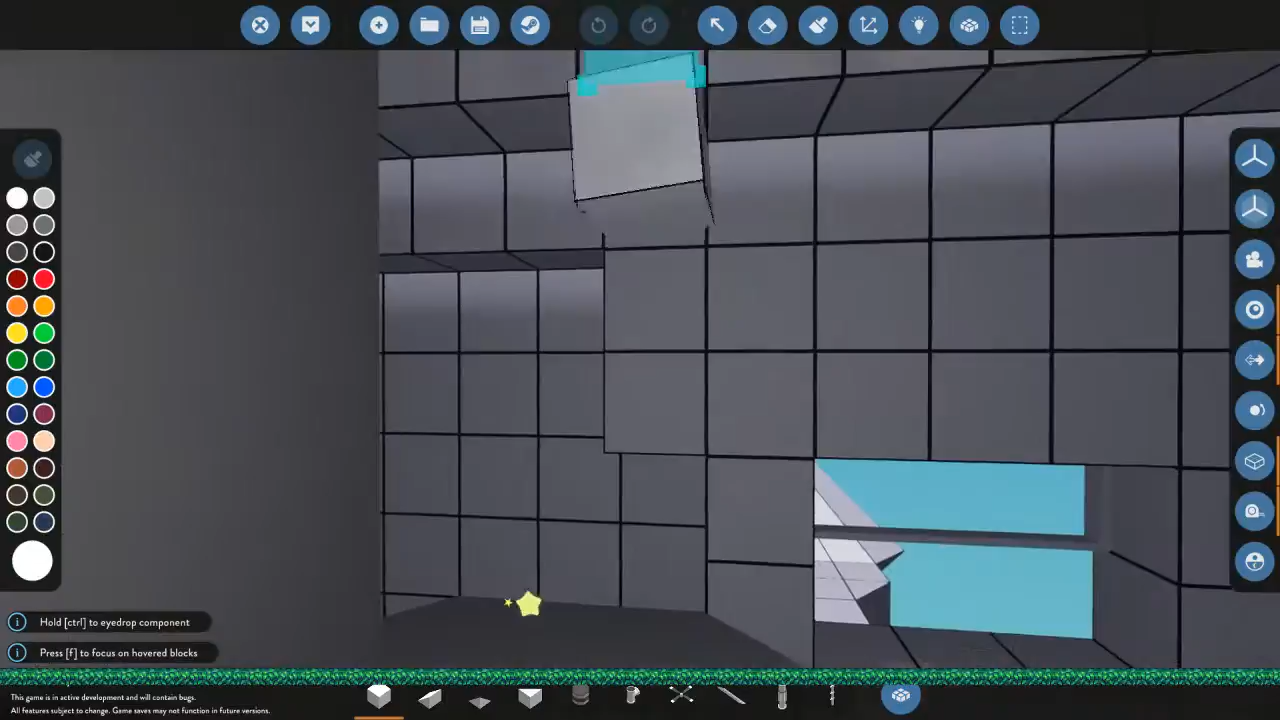 Hold [ctrl] to eyedrop component
Press [f] to focus on hovered blocks
This game is in active development and will contain bugs.
All features subject to change. Game saves may not function in future versions.